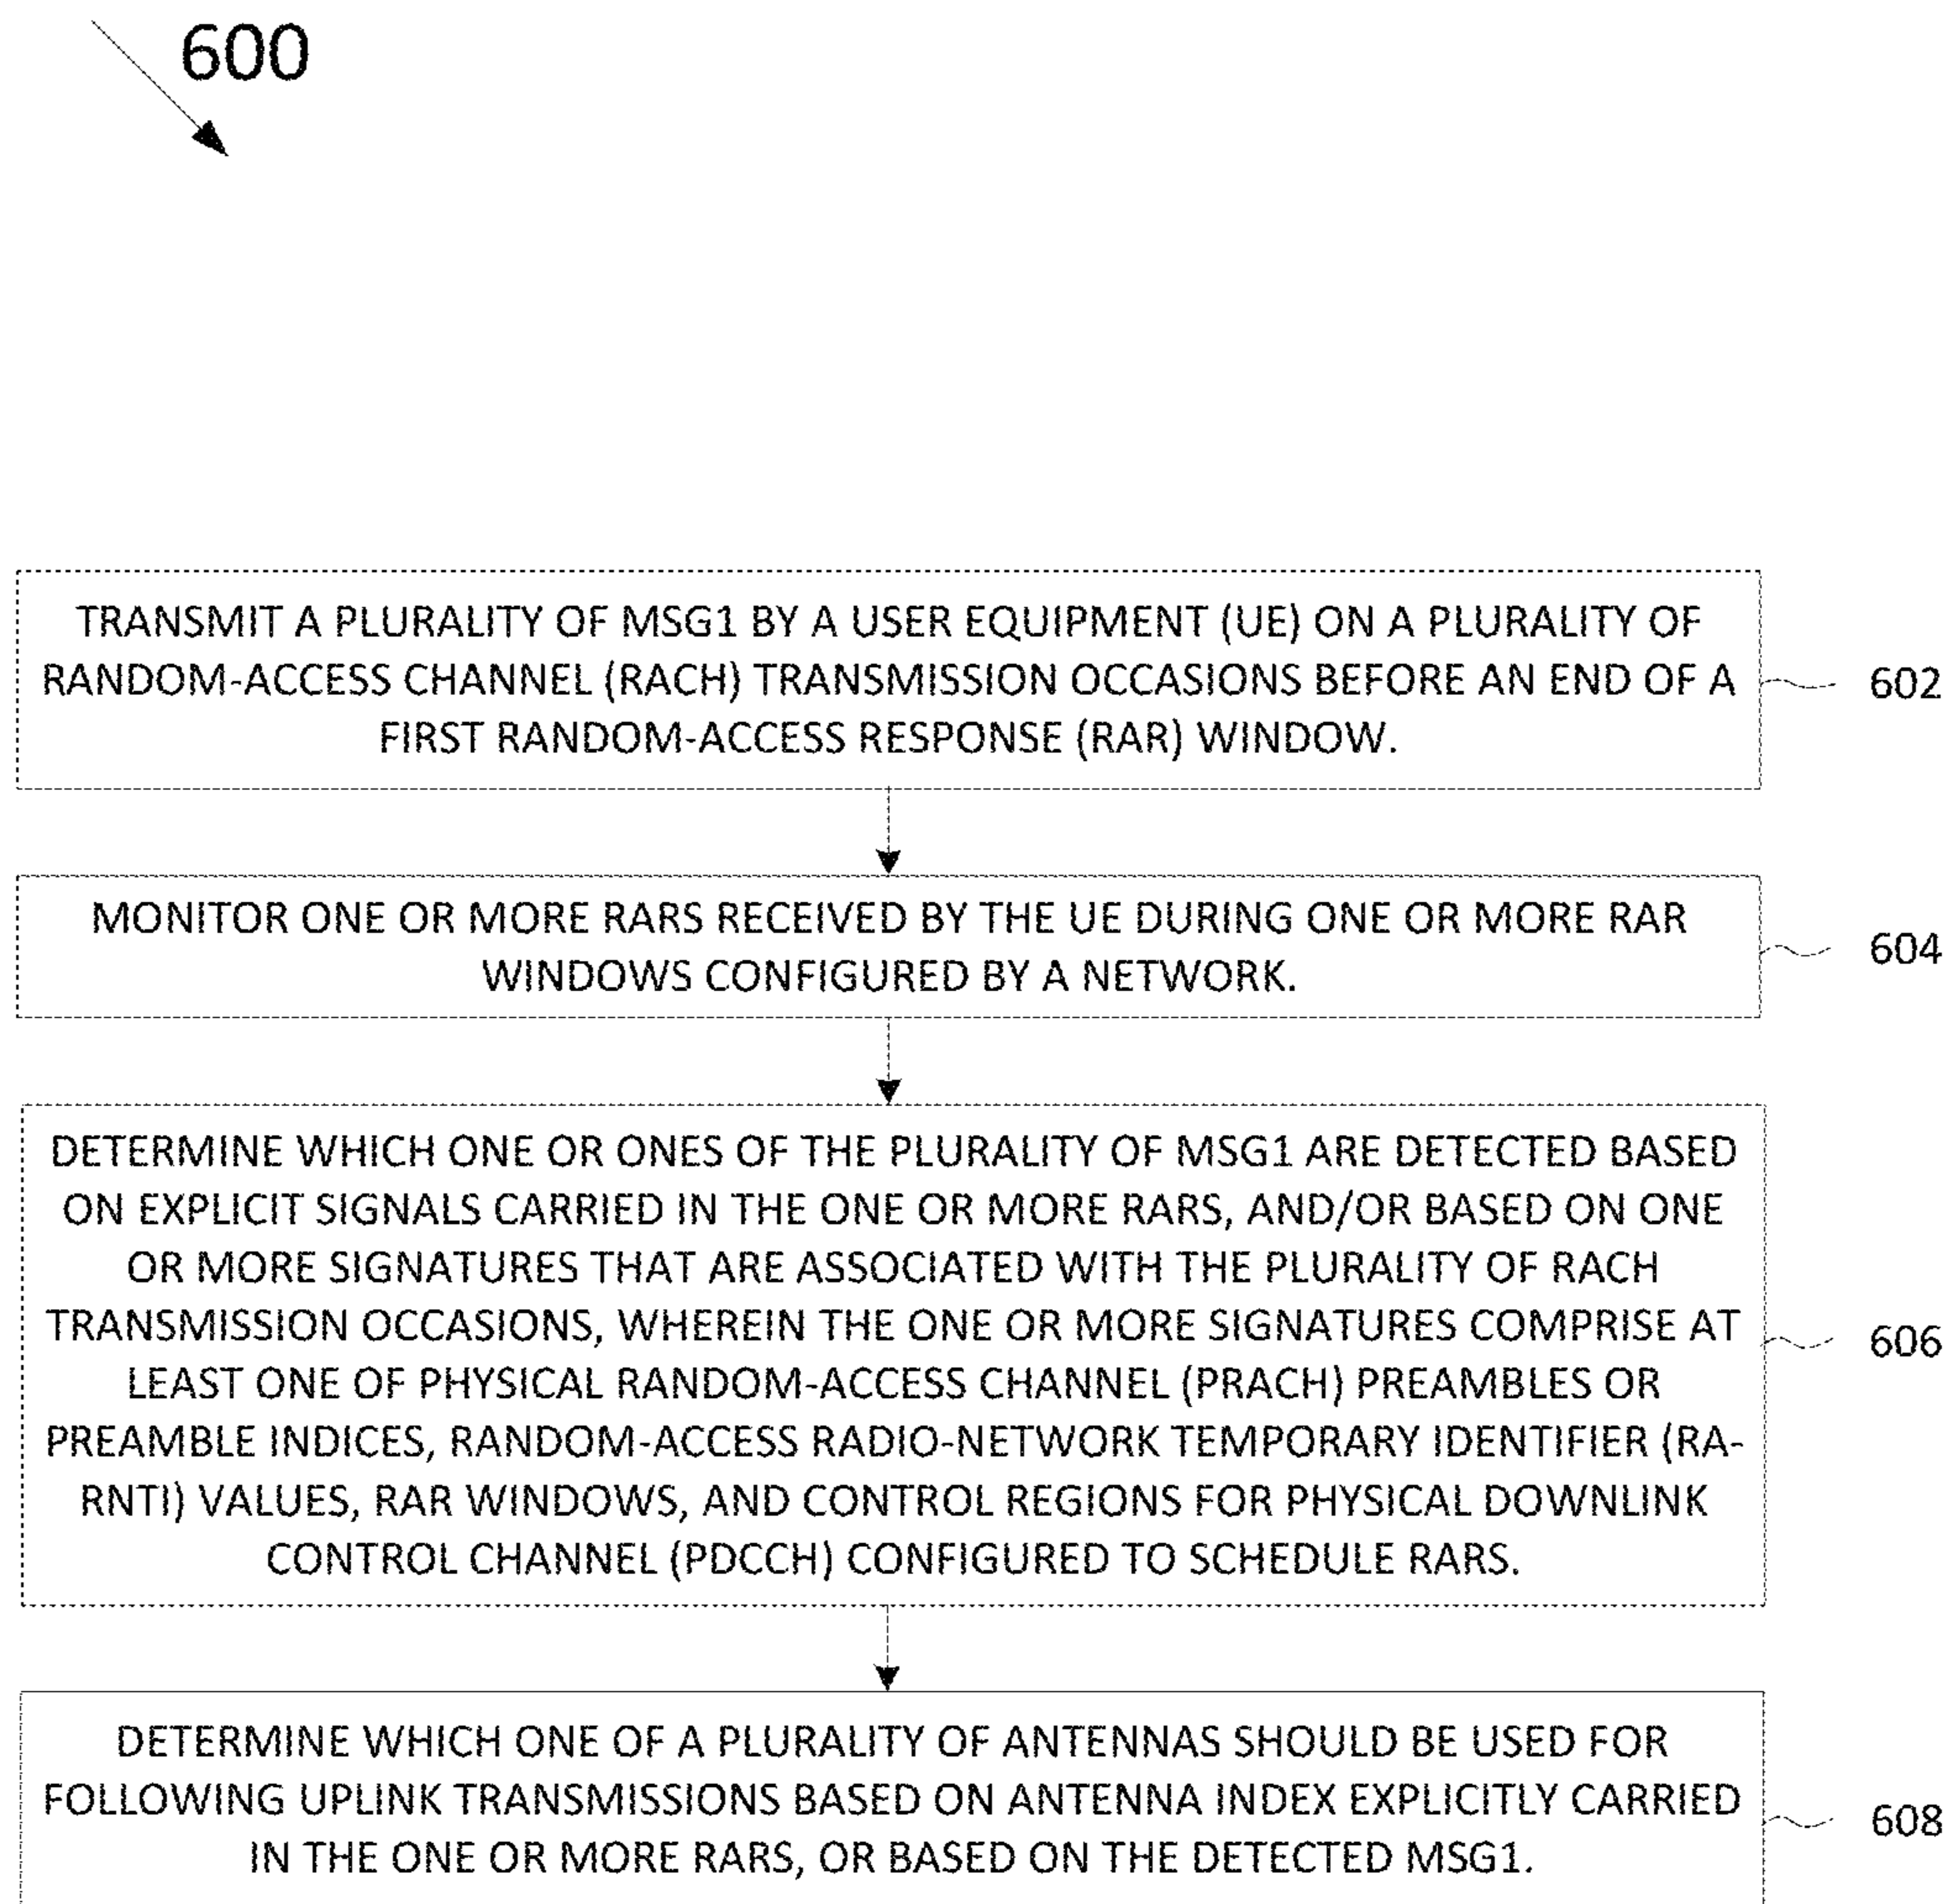 600
TRANSMIT A PLURALITY OF MSG1 BY A USER EQUIPMENT (UE) ON A PLURALITY OF
RANDOM-ACCESS CHANNEL (RACH) TRANSMISSION OCCASIONS BEFORE AN END OF A
FIRST RANDOM-ACCESS RESPONSE (RAR) WINDOW.
602
MONITOR ONE OR MORE RARS RECEIVED BY THE UE DURING ONE OR MORE RAR
WINDOWS CONFIGURED BY A NETWORK.
604
DETERMINE WHICH ONE OR ONES OF THE PLURALITY OF MSG1 ARE DETECTED BASED
ON EXPLICIT SIGNALS CARRIED IN THE ONE OR MORE RARS, AND/OR BASED ON ONE
OR MORE SIGNATURES THAT ARE ASSOCIATED WITH THE PLURALITY OF RACH
TRANSMISSION OCCASIONS, WHEREIN THE ONE OR MORE SIGNATURES COMPRISE AT
LEAST ONE OF PHYSICAL RANDOM-ACCESS CHANNEL (PRACH) PREAMBLES OR
PREAMBLE INDICES, RANDOM-ACCESS RADIO-NETWORK TEMPORARY IDENTIFIER (RA-
RNTI) VALUES, RAR WINDOWS, AND CONTROL REGIONS FOR PHYSICAL DOWNLINK
CONTROL CHANNEL (PDCCH) CONFIGURED TO SCHEDULE RARS.
606
DETERMINE WHICH ONE OF A PLURALITY OF ANTENNAS SHOULD BE USED FOR
FOLLOWING UPLINK TRANSMISSIONS BASED ON ANTENNA INDEX EXPLICITLY CARRIED
IN THE ONE OR MORE RARS, OR BASED ON THE DETECTED MSG1.
608